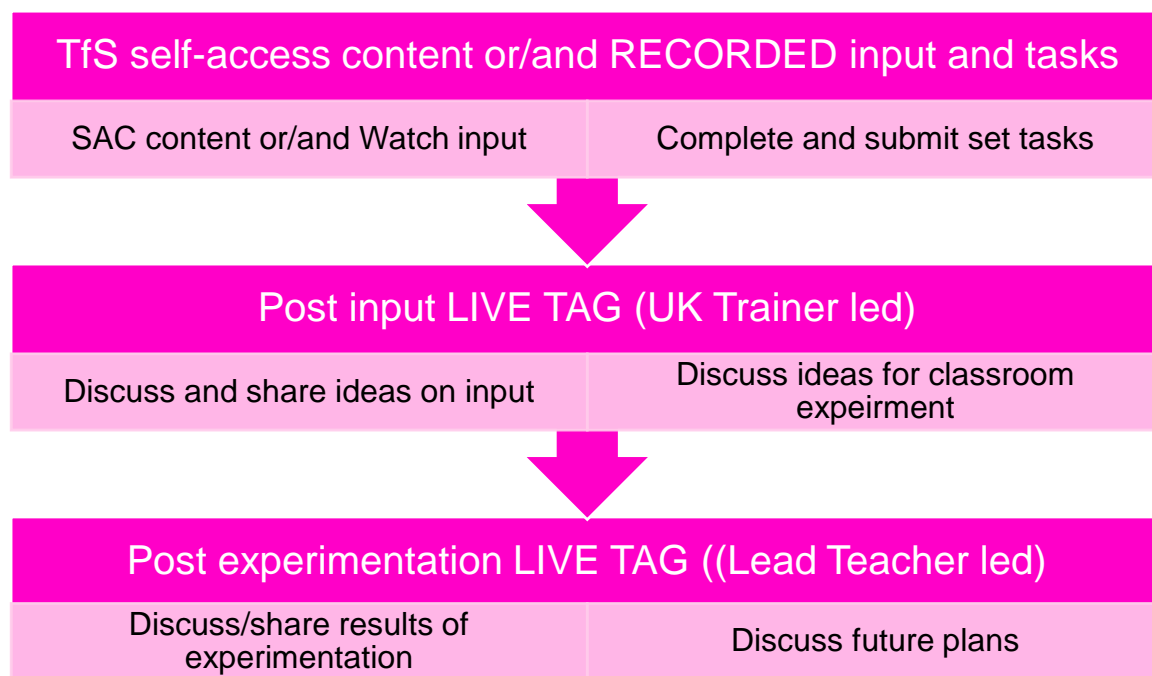 TfS self-access content or/and RECORDED input and tasks
SAC content or/and Watch input
Complete and submit set tasks
Post input LIVE TAG (UK Trainer led)
Discuss and share ideas on input
Discuss ideas for classroom
expeirment
Post experimentation LIVE TAG ((Lead Teacher led)
Discuss/share results of
experimentation
Discuss future plans